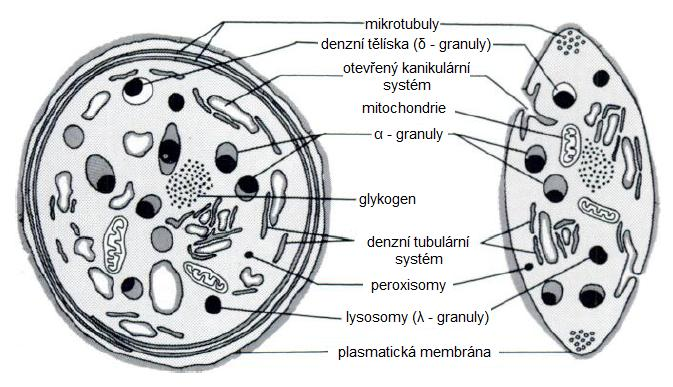 mikrotubuly
denzní tělíska (δ - granuly)
otevřený kanikulární
systém
mitochondrie
α - granuly
glykogen
denzní tubulární
systém
peroxisomy
lysosomy (λ - granuly)
plasmatická membrána